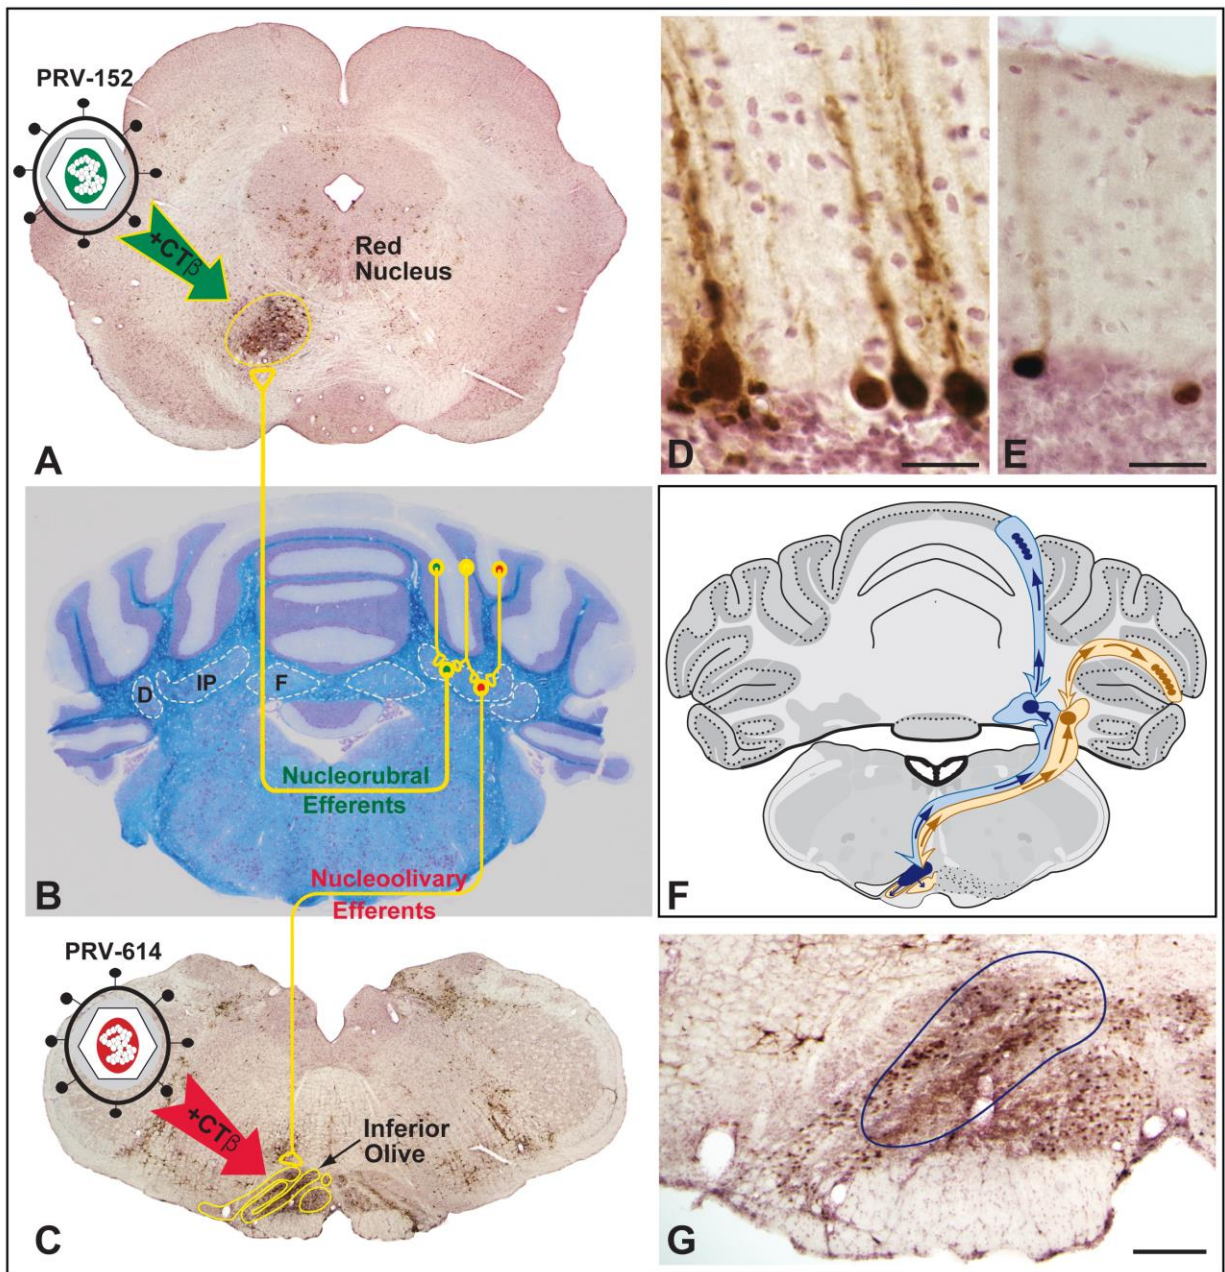 PRV-152
+CTβ
Red
Nucleus
A
D
E
D
IP
F
Nucleorubral
Efferents
B
Nucleoolivary
Efferents
F
PRV-614
+CTβ
Inferior
Olive
C
G